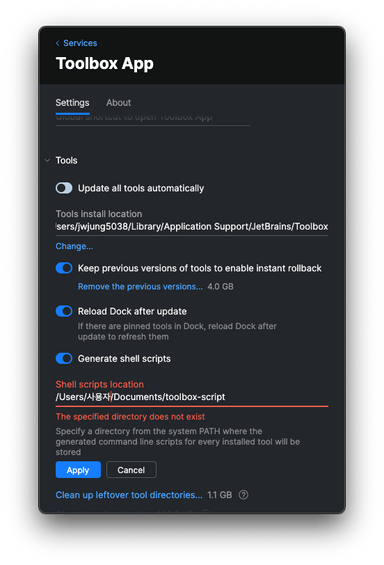 Services
Toolbox App
Settings About
Global shortcut to open Toolbox App
Tools
Update all tools automatically
Tools install location
sers/jwjung5038/Library/Application Support/JetBrains/Toolbox
Change...
Keep previous versions of tools to enable instant rollback
Remove the previous versions... 4.0 GB
Reload Dock after update
If there are pinned tools in Dock, reload Dock after
update to refresh them
Generate shell scripts
Shell scripts location
/Users/사용자/Documents/toolbox-script
The specified directory does not exist
Specify a directory from the system PATH where the
generated command line scripts for every installed tool will be
stored
Apply Cancel
Clean up leftover tool directories... 1.1 GB ?